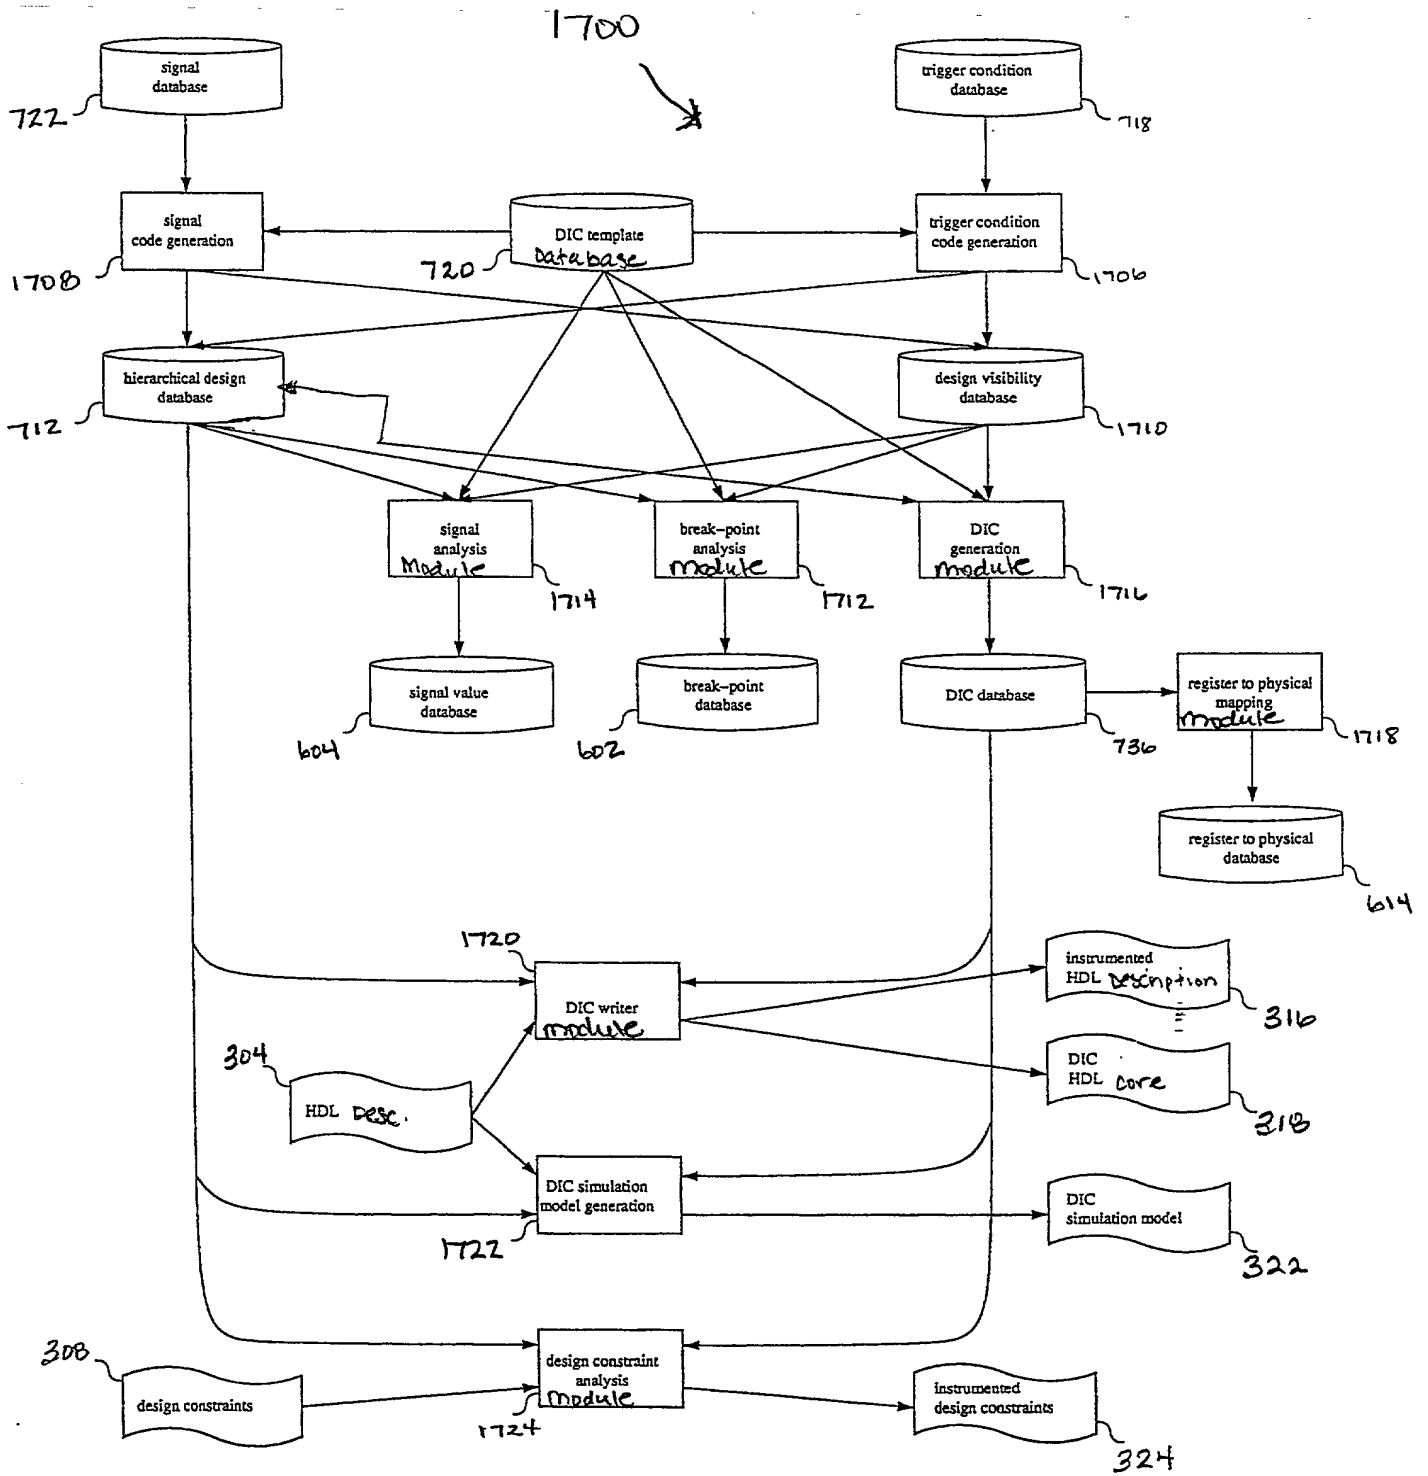 1700
signal
database
722
trigger condition
database
718
signal
code generation
1708
DIC template
Database
720
trigger condition
code generation
1706
hierarchical design
database
712
design visibility
database
1710
signal
analysis
Module
1714
break-point
analysis
module
1712
DIC
generation
module
1716
signal value
database
604
break-point
database
602
DIC database
736
register to physical
mapping
module
1718
register to physical
database
614
1720
DIC writer
module
instrumented
HDL Description
316
304
HDL Desc.
DIC
HDL core
318
DIC simulation
model generation
1722
DIC
simulation model
322
308
design constraints
design constraint
analysis
module
1724
instrumented
design constraints
324